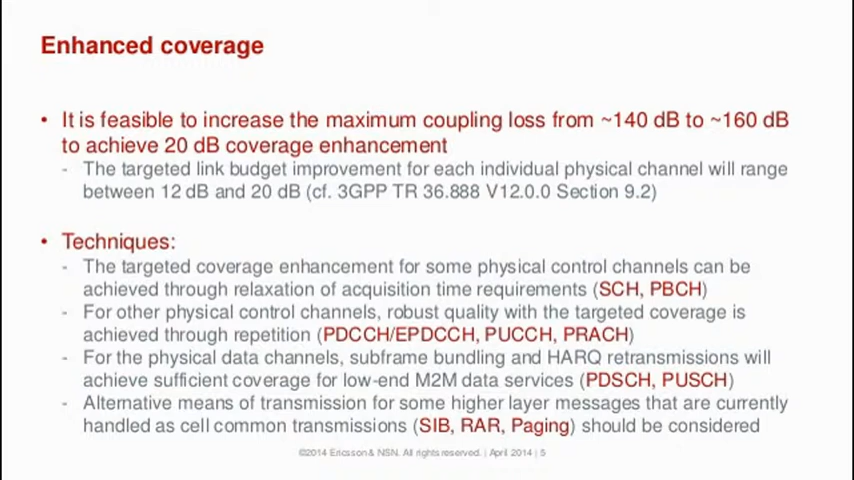 Enhanced coverage
• It is feasible to increase the maximum coupling loss from ~140 dB to ~160 dB
to achieve 20 dB coverage enhancement
- The targeted link budget improvement for each individual physical channel will range
between 12 dB and 20 dB (cf. 3GPP TR 36.888 V12.0.0 Section 9.2)
• Techniques:
- The targeted coverage enhancement for some physical control channels can be
achieved through relaxation of acquisition time requirements (SCH, PBCH)
- For other physical control channels, robust quality with the targeted coverage is
achieved through repetition (PDCCH/EPDCCH, PUCCH, PRACH)
- For the physical data channels, subframe bundling and HARQ retransmissions will
achieve sufficient coverage for low-end M2M data services (PDSCH, PUSCH)
- Alternative means of transmission for some higher layer messages that are currently
handled as cell common transmissions (SIB, RAR, Paging) should be considered
©2014 Ericsson & NSN. All rights reserved. | April 2014 | 5